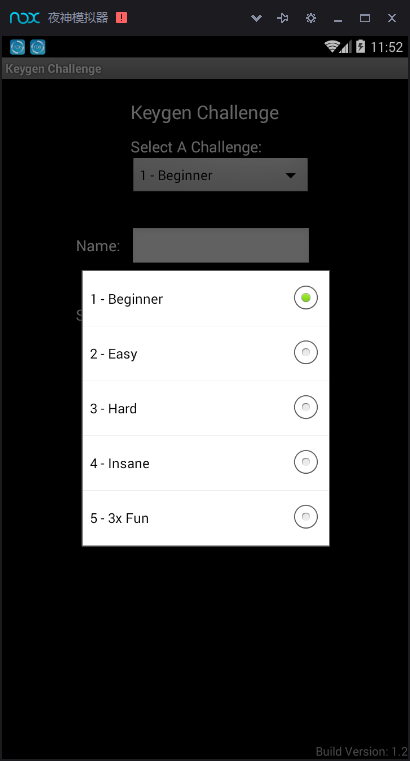 nox 夜神模拟器
11:52
Keygen Challenge
Keygen Challenge
Select A Challenge:
1 - Beginner
Name:
1 - Beginner
2 - Easy
3 - Hard
4 - Insane
5 - 3x Fun
Build Version: 1.2